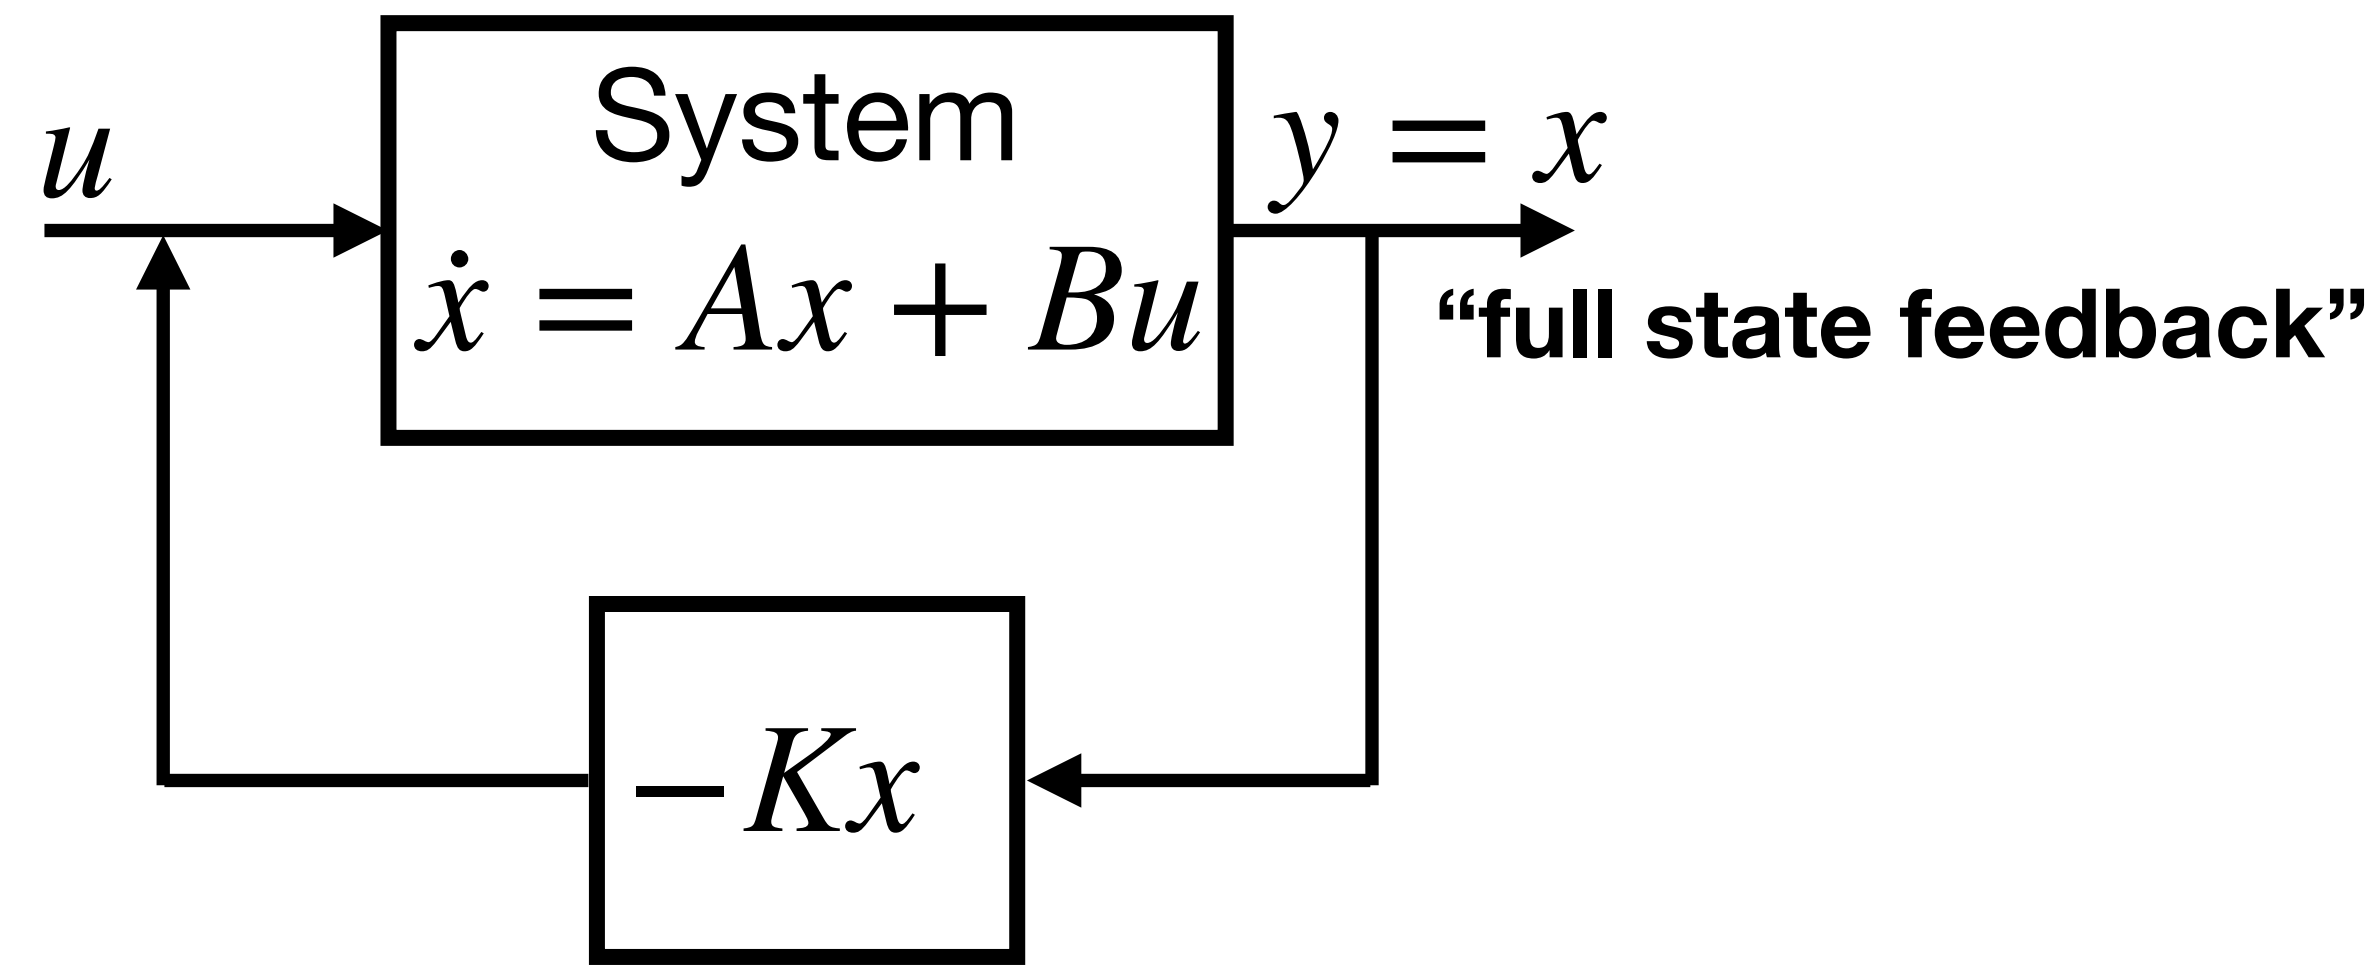 System
u
y = x
ẋ = Ax + Bu
“full state feedback”
−Kx